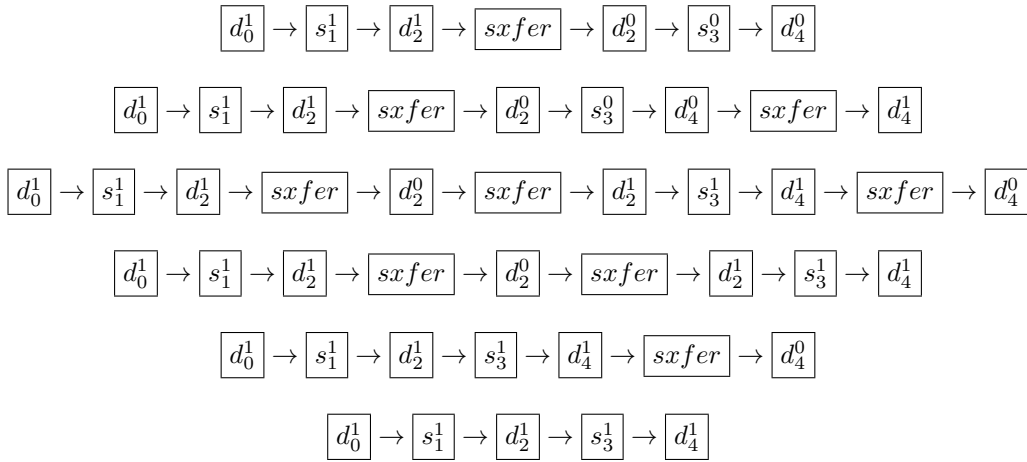 d_0^1 → s_1^1 → d_2^1 → sxfer → d_2^0 → s_3^0 → d_4^0
d_0^1 → s_1^1 → d_2^1 → sxfer → d_2^0 → s_3^0 → d_4^0 → sxfer → d_4^1
d_0^1 → s_1^1 → d_2^1 → sxfer → d_2^0 → sxfer → d_2^1 → s_3^1 → d_4^1 → sxfer → d_4^0
d_0^1 → s_1^1 → d_2^1 → sxfer → d_2^0 → sxfer → d_2^1 → s_3^1 → d_4^1
d_0^1 → s_1^1 → d_2^1 → s_3^1 → d_4^1 → sxfer → d_4^0
d_0^1 → s_1^1 → d_2^1 → s_3^1 → d_4^1